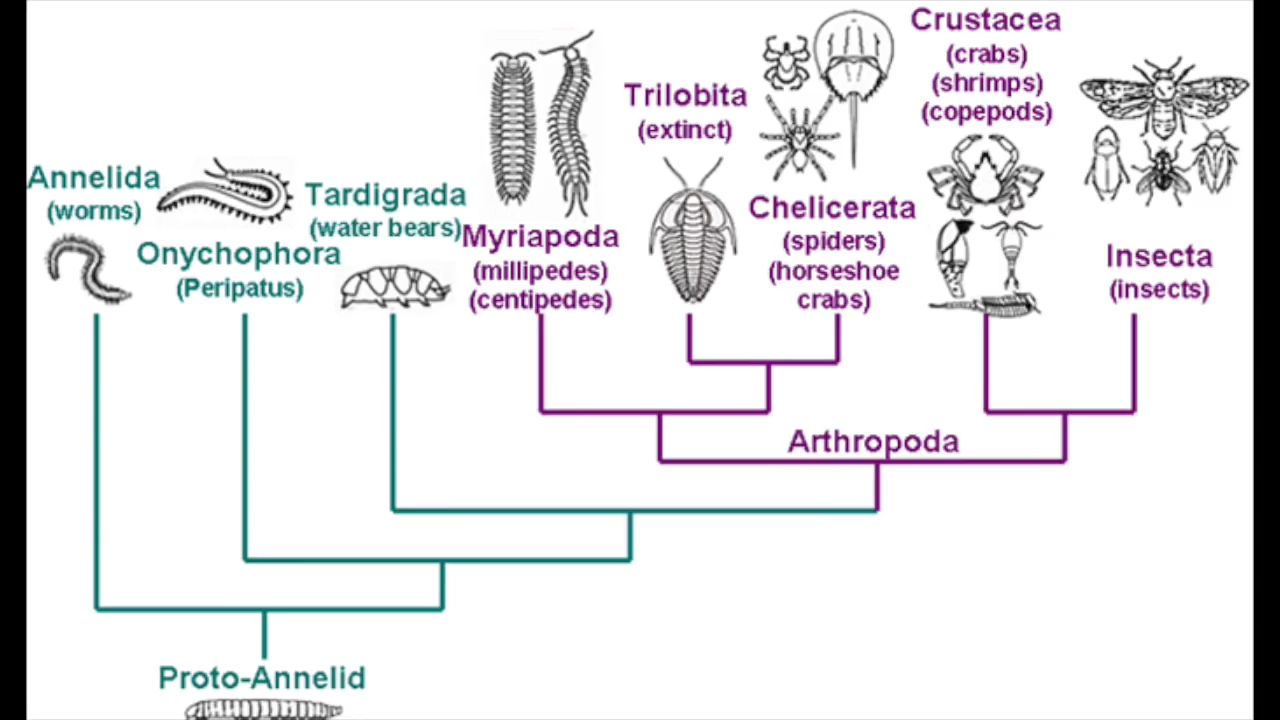 Annelida
(worms)
Onychophora
(Peripatus)
Tardigrada
(water bears)
Myriapoda
(millipedes)
(centipedes)
Trilobita
(extinct)
Chelicerata
(spiders)
(horseshoe
crabs)
Crustacea
(crabs)
(shrimps)
(copepods)
Insecta
(insects)
Arthropoda
Proto-Annelid